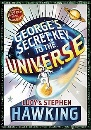 GEORGE'S SECRET KEY
TO THE
UNIVERSE
LUCY & STEPHEN
HAWKING